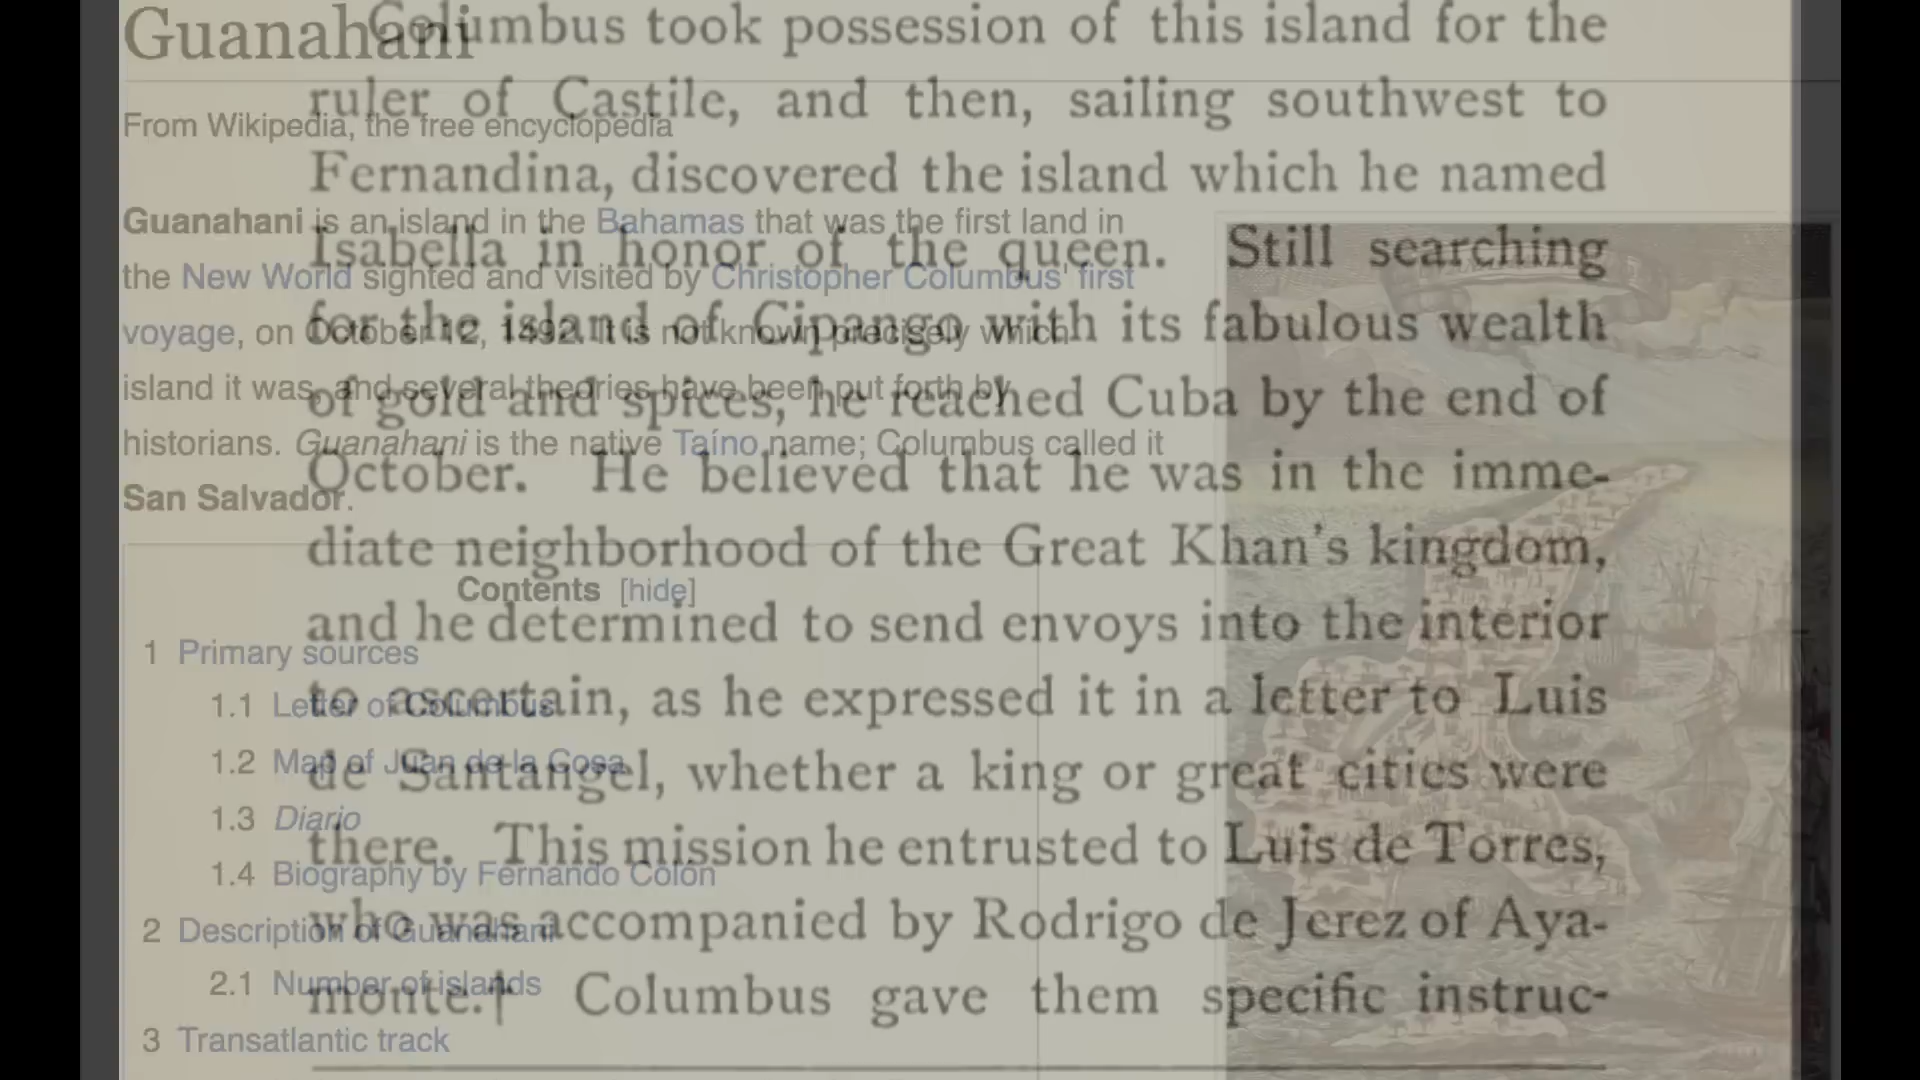 Guanahani
From Wikipedia, the free encyclopedia
Guanahani is an island in the Bahamas that was the first land in
the New World sighted and visited by Christopher Columbus' first
voyage, on October 12, 1492. It is not known precisely which
island it was, and several theories have been put forth by
historians. Guanahani is the native Taíno name; Columbus called it
San Salvador.
Contents [hide]
1 Primary sources
1.1 Letter of Columbus
1.2 Map of Juan de la Cosa
1.3 Diario
1.4 Biography by Fernando Colón
2 Description of Guanahani
2.1 Number of islands
3 Transatlantic track
Columbus took possession of this island for the
ruler of Castile, and then, sailing southwest to
Fernandina, discovered the island which he named
Isabella in honor of the queen. Still searching
for the island of Cipango with its fabulous wealth
of gold and spices, he reached Cuba by the end of
October. He believed that he was in the imme-
diate neighborhood of the Great Khan's kingdom,
and he determined to send envoys into the interior
to ascertain, as he expressed it in a letter to Luis
de Santangel, whether a king or great cities were
there. This mission he entrusted to Luis de Torres,
who was accompanied by Rodrigo de Jerez of Aya-
monte.† Columbus gave them specific instruc-